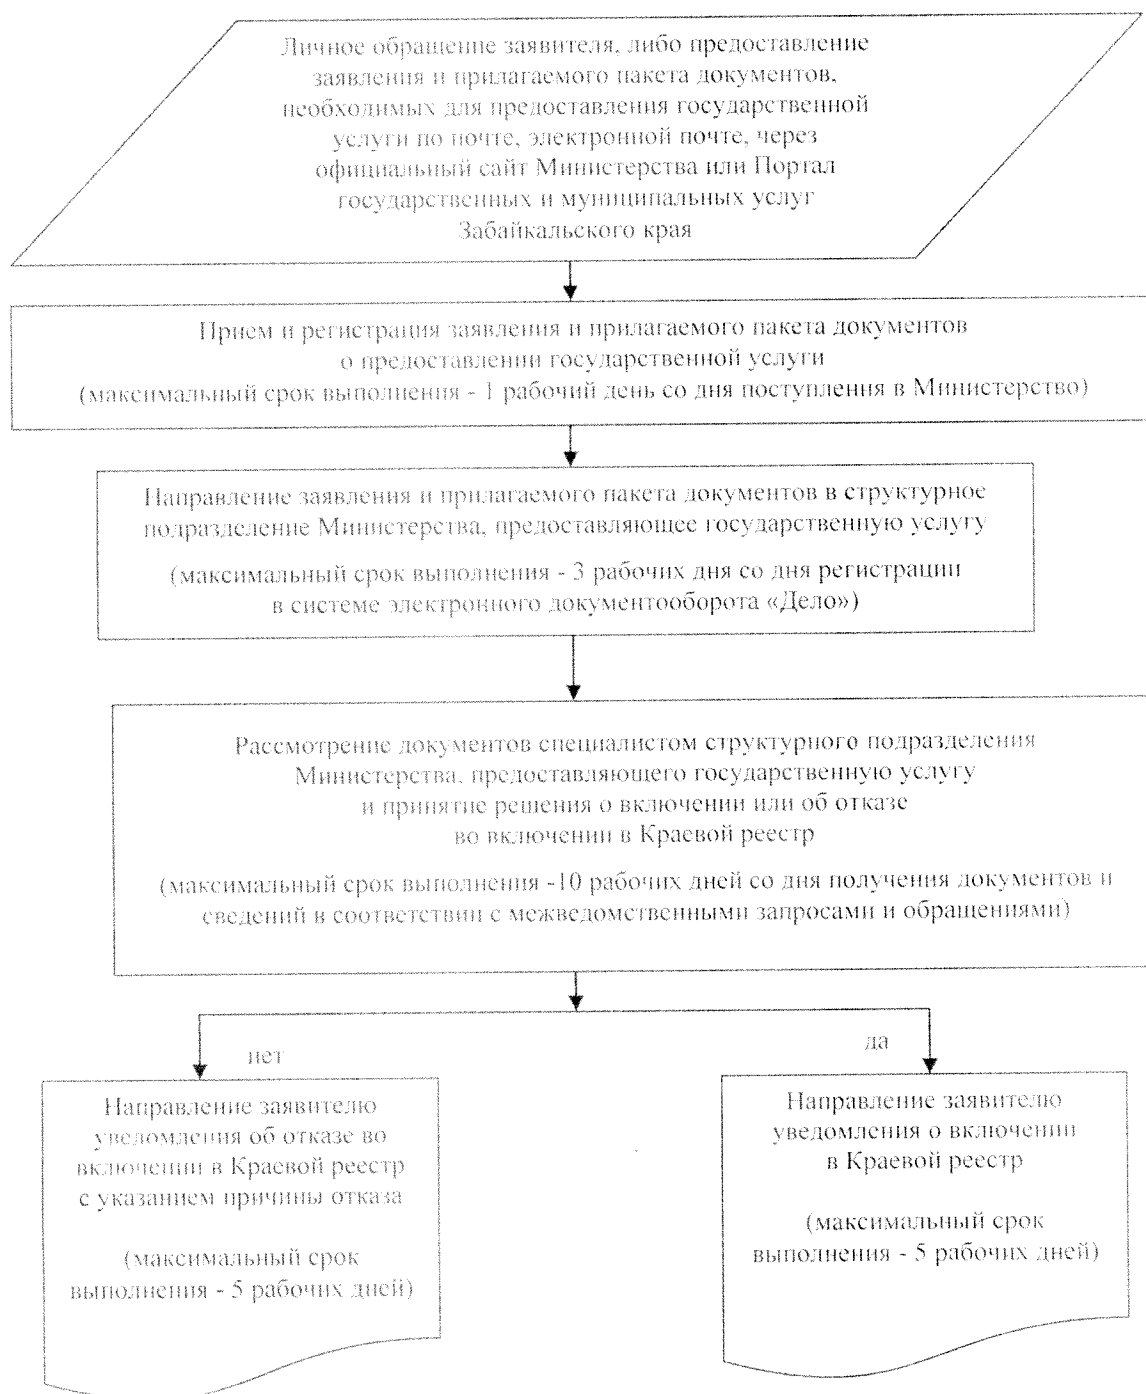 Личное обращение заявителя, либо предоставление
заявления и прилагаемого пакета документов,
необходимых для предоставления государственной
услуги по почте, электронной почте, через
официальный сайт Министерства или Портал
государственных и муниципальных услуг
Забайкальского края
Прием и регистрация заявления и прилагаемого пакета документов
о предоставлении государственной услуги
(максимальный срок выполнения - 1 рабочий день со дня поступления в Министерство)
Направление заявления и прилагаемого пакета документов в структурное
подразделение Министерства, предоставляющее государственную услугу
(максимальный срок выполнения - 3 рабочих дня со дня регистрации
в системе электронного документооборота «Дело»)
Рассмотрение документов специалистом структурного подразделения
Министерства, предоставляющего государственную услугу
и принятие решения о включении или об отказе
во включении в Краевой реестр
(максимальный срок выполнения -10 рабочих дней со дня получения документов и
сведений в соответствии с межведомственными запросами и обращениями)
нет
да
Направление заявителю
уведомления об отказе во
включении в Краевой реестр
с указанием причины отказа
(максимальный срок
выполнения - 5 рабочих дней)
Направление заявителю
уведомления о включении
в Краевой реестр
(максимальный срок
выполнения - 5 рабочих дней)